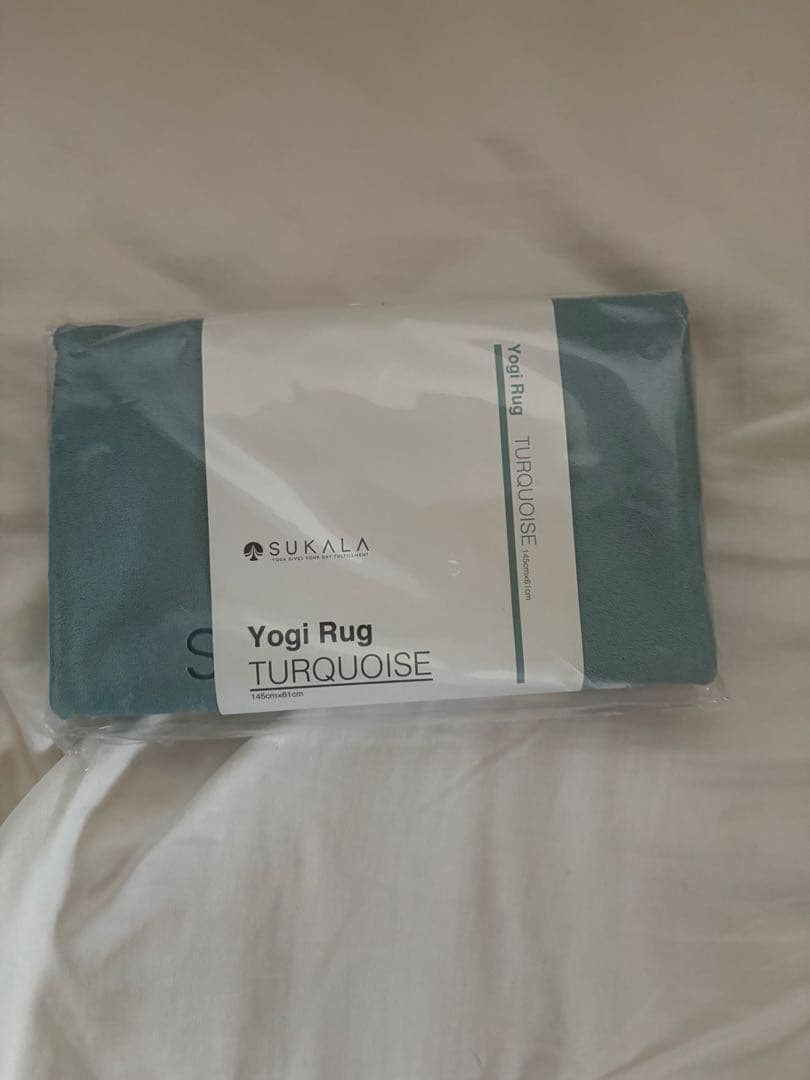 SUKALA
YOGA GIVES YOUR DAY FULFILLMENT
Yogi Rug
TURQUOISE
145cm×61cm
Yogi Rug TURQUOISE 145cm×61cm
S